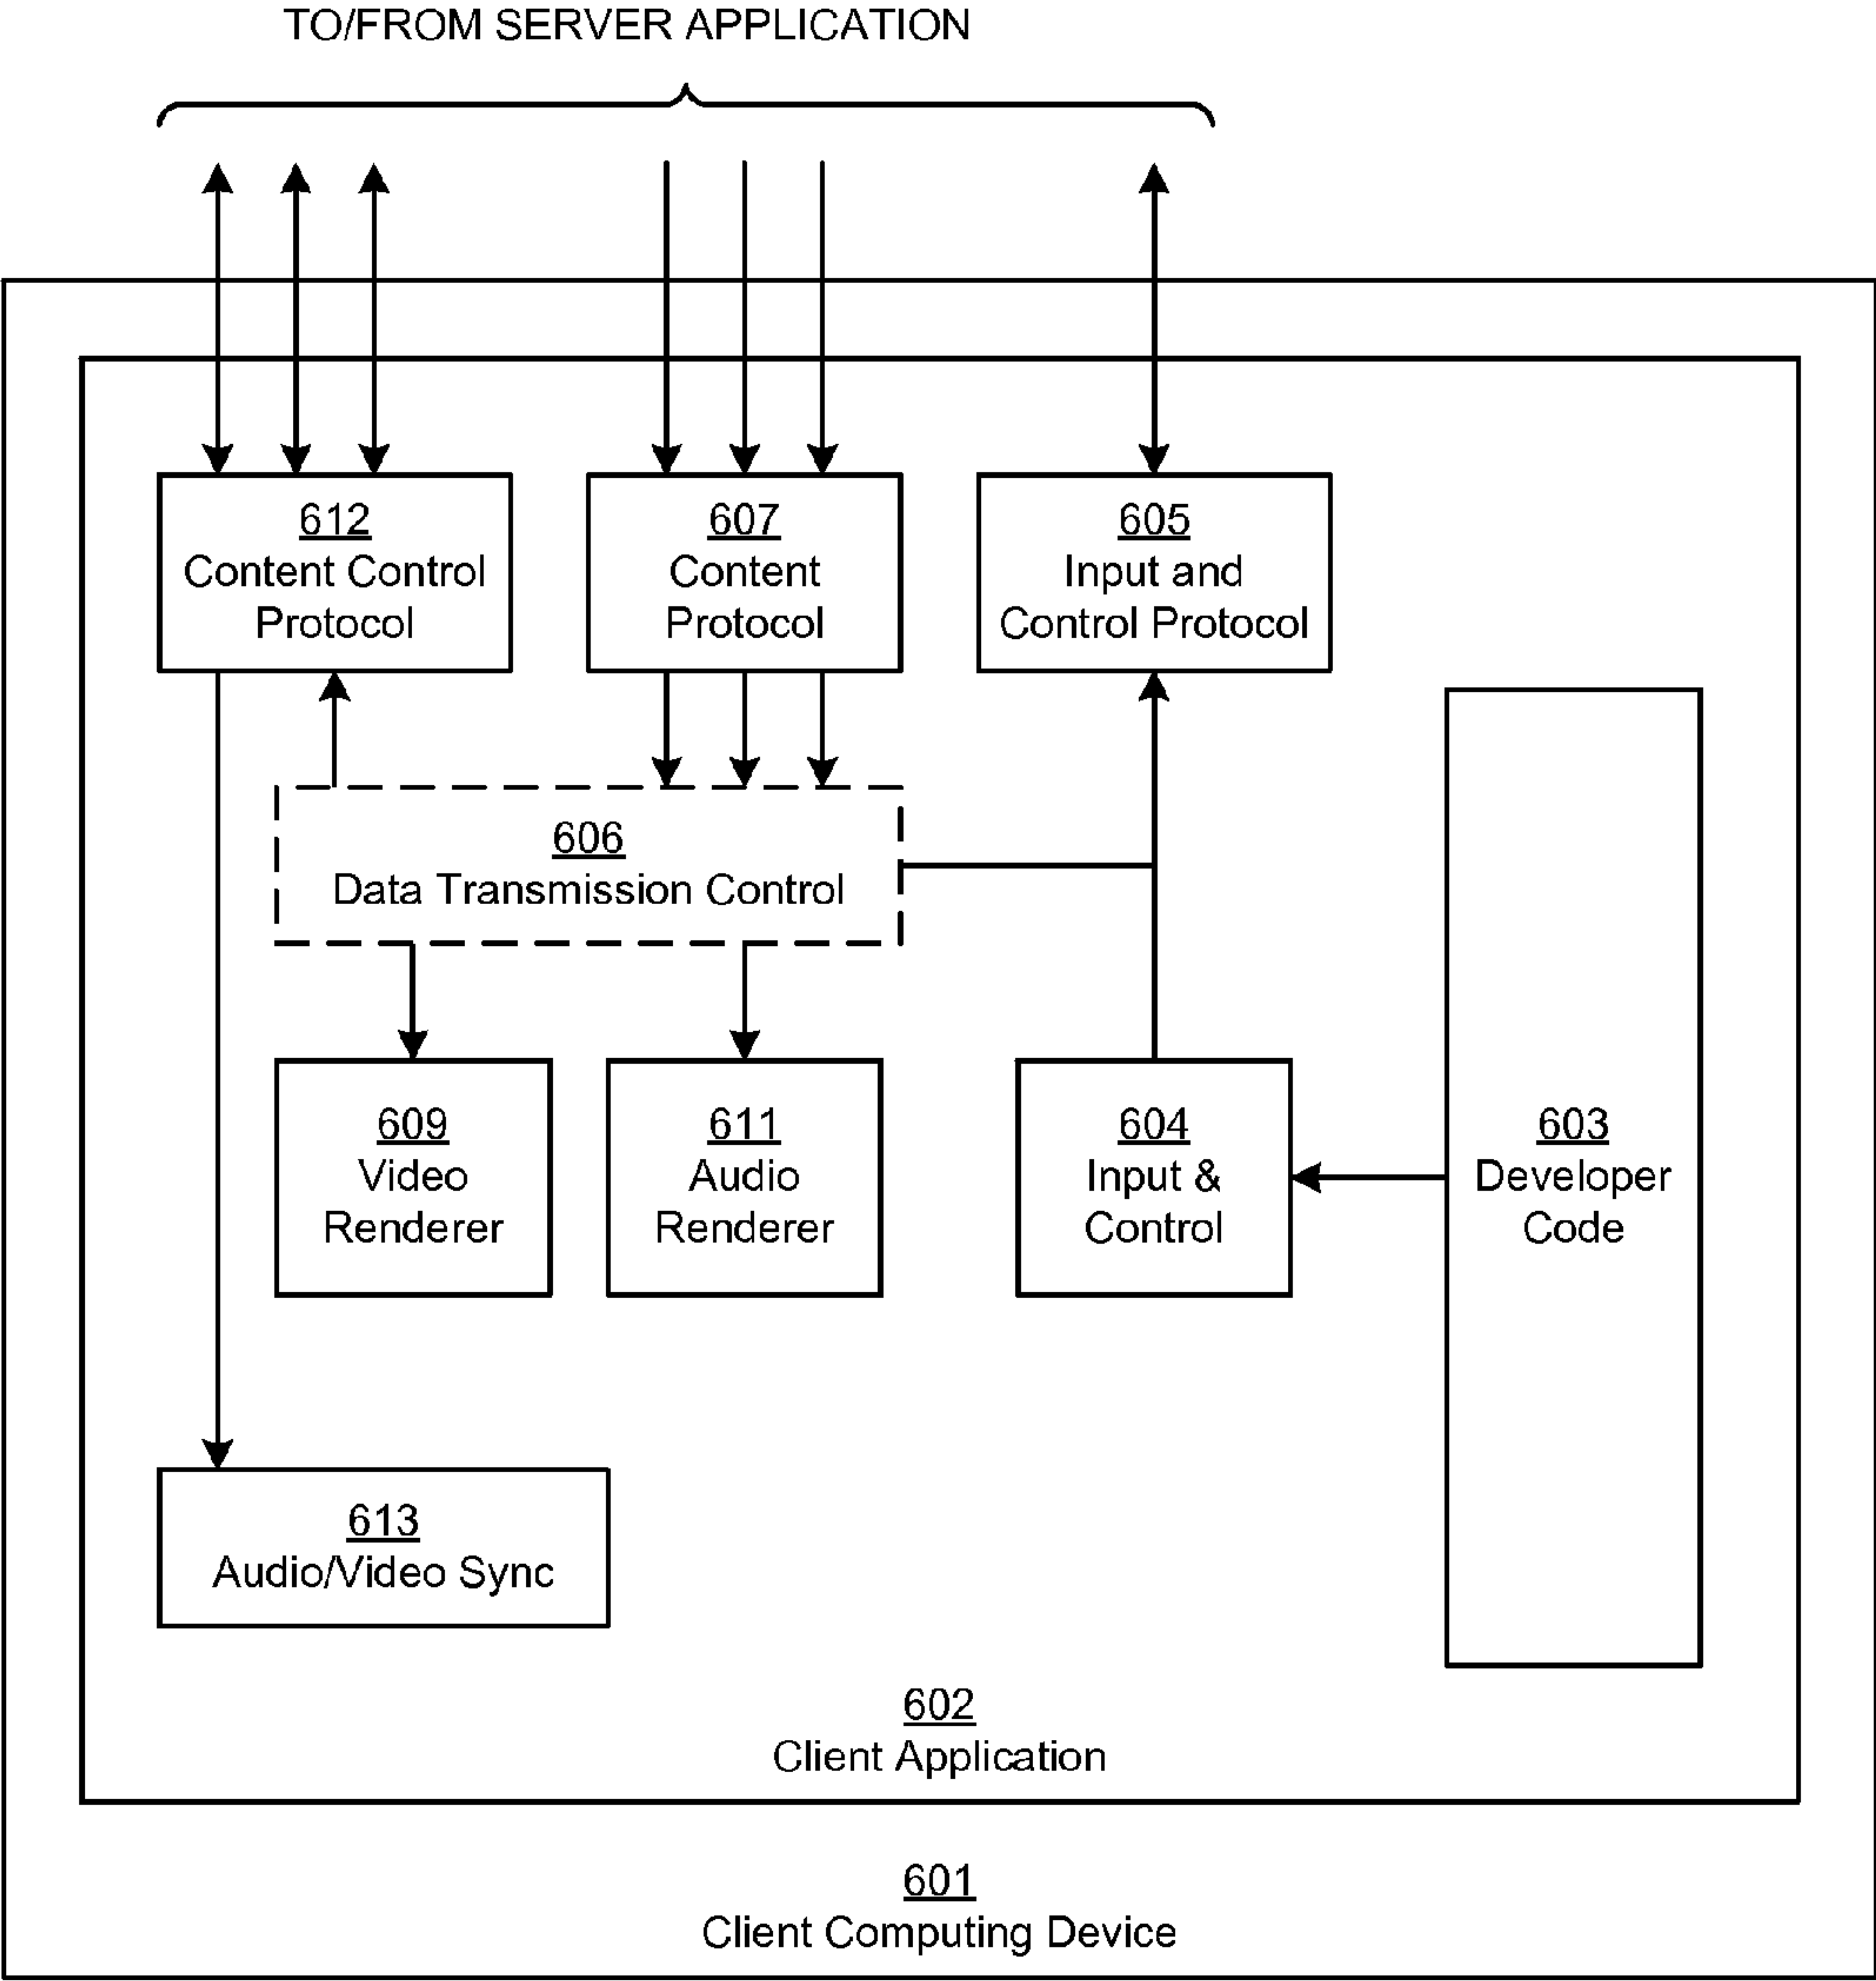 TO/FROM SERVER APPLICATION
612
Content Control
Protocol
607
Content
Protocol
605
Input and
Control Protocol
606
Data Transmission Control
609
Video
Renderer
611
Audio
Renderer
604
Input &
Control
603
Developer
Code
613
Audio/Video Sync
602
Client Application
601
Client Computing Device